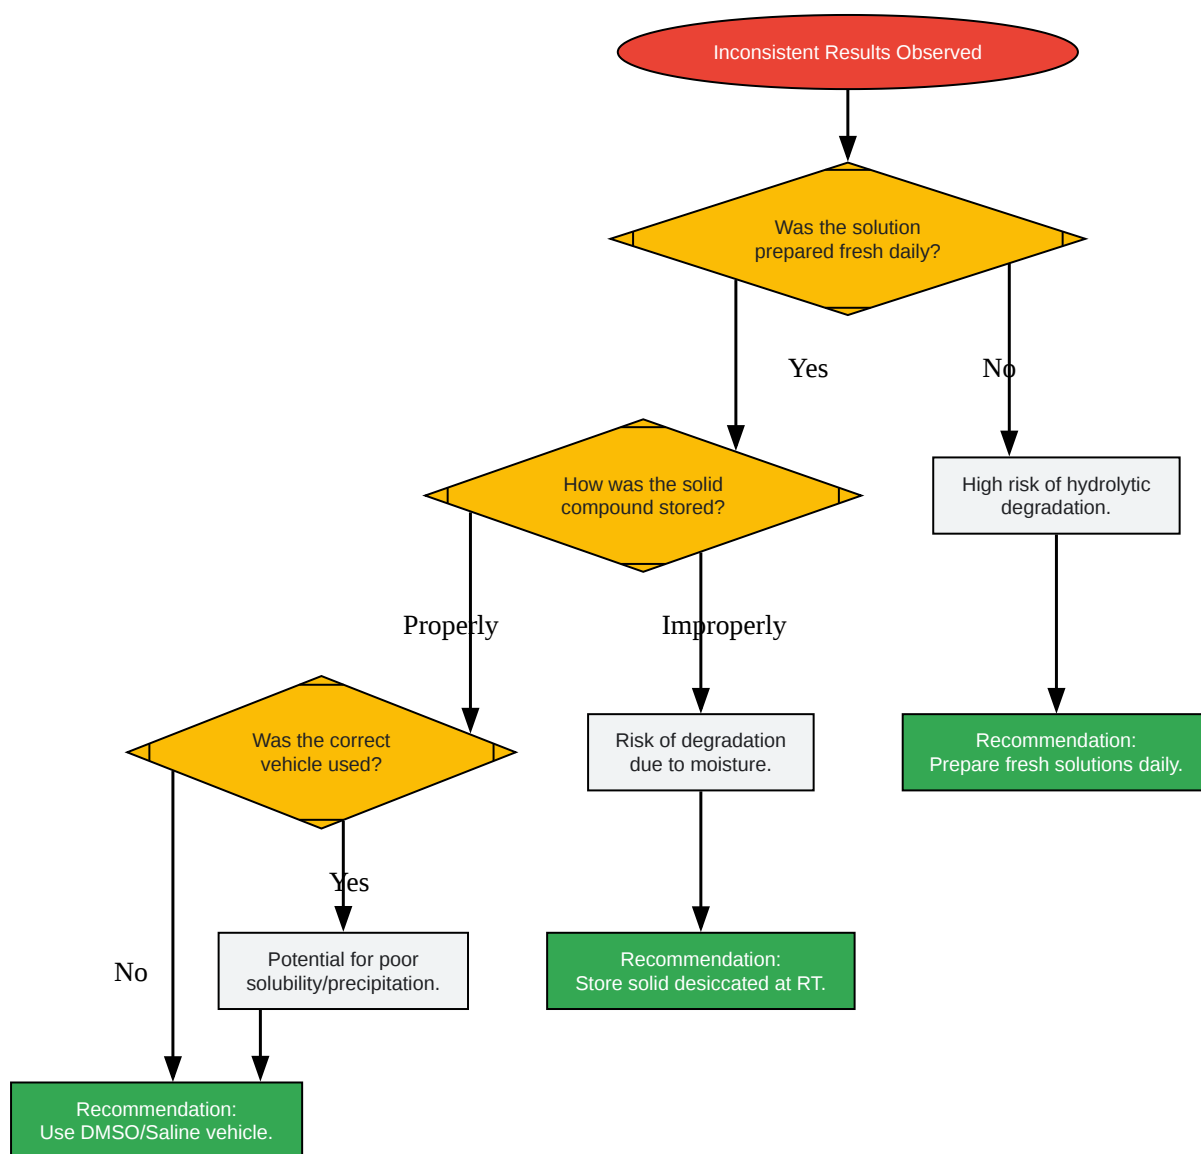 Inconsistent Results Observed
Was the solution
prepared fresh daily?
Yes
No
How was the solid
compound stored?
High risk of hydrolytic
degradation.
Properly
Improperly
Was the correct
vehicle used?
Risk of degradation
due to moisture.
Recommendation:
Prepare fresh solutions daily.
Yes
No
Potential for poor
solubility/precipitation.
Recommendation:
Store solid desiccated at RT.
Recommendation:
Use DMSO/Saline vehicle.